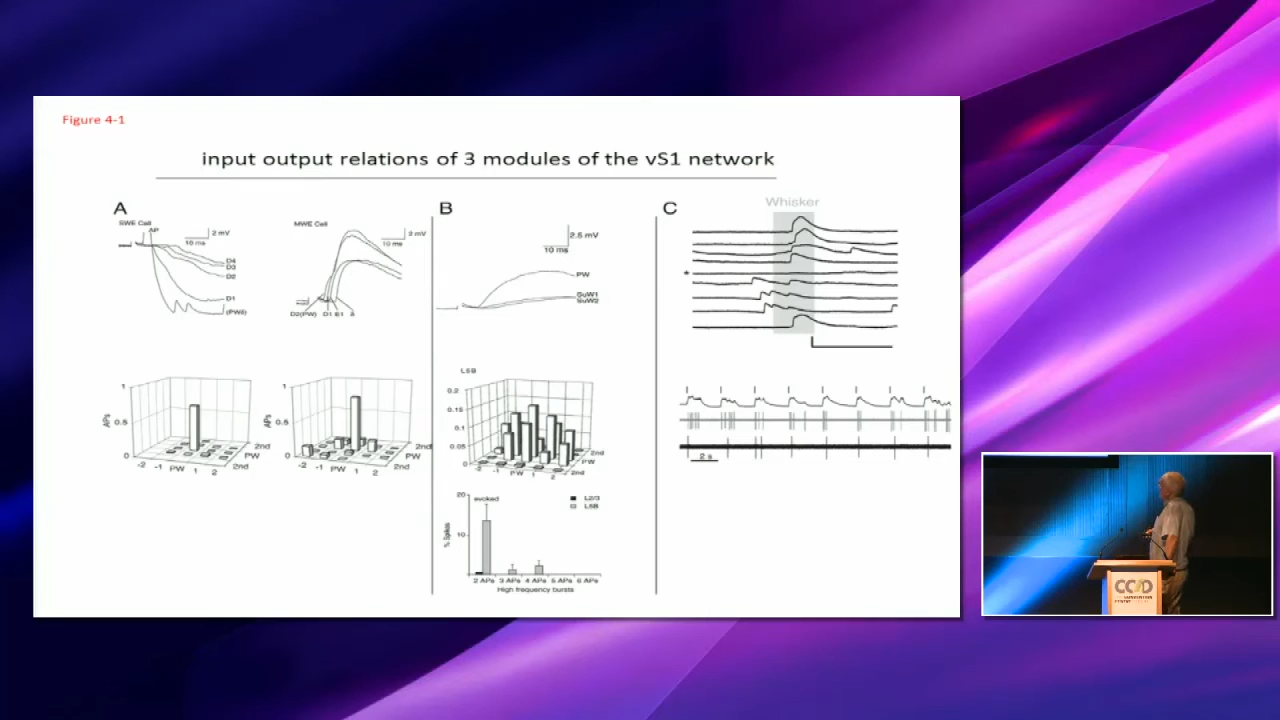 Figure 4-1
input output relations of 3 modules of the vS1 network
A
SWE Cell
AP
2 mV
10 ms
D4
D3
D2
D1
MWE Cell
2 mV
10 ms
D2(PW) D1 E1
1
0.5
0
APs
-2 -1 PW 1 2
2nd
PW
2nd
1
0.5
0
APs
-2 -1 PW 1 2
2nd
PW
2nd
B
2.5 mV
10 ms
PW
SuW1
SuW2
L5B
0.2
0.15
0.1
0.05
0
-2 -1 PW 1 2
2nd
PW
2nd
20
10
% Spikes
evoked
L2/3
L5B
2 APs 3 APs 4 APs 5 APs 6 APs
High frequency bursts
C
Whisker
*
2 s
CCD
CONVENTION
CENTRE